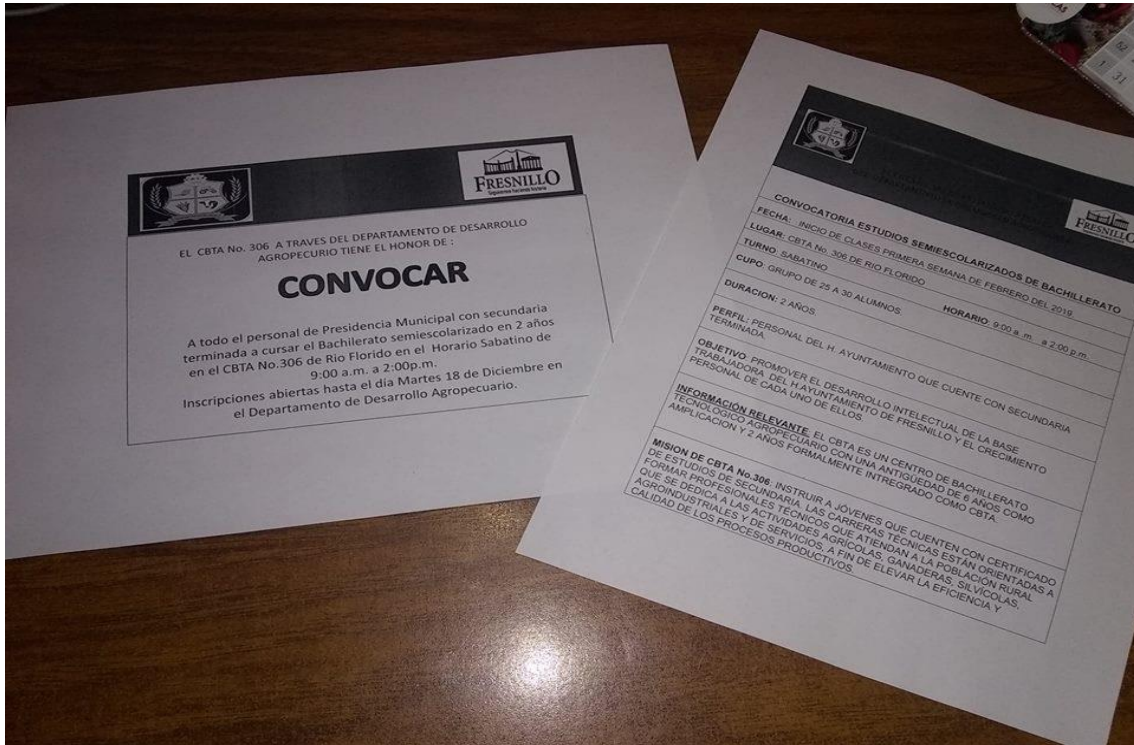 FRESNILLO
EL CBTA No. 306 A TRAVES DEL DEPARTAMENTO DE DESARROLLO
AGROPECURIO TIENE EL HONOR DE :
CONVOCAR
A todo el personal de Presidencia Municipal con secundaria
terminada a cursar el Bachilerato semiescolarizado en 2 años
en el CBTA No.306 de Rio Florido en el Horario Sabatino de
9:00 a.m. a 2:00p.m.
Inscripciones abiertas hasta el día Martes 18 de Diciembre en
el Departamento de Desarrollo Agropecuario.
FRESNILLO
CONVOCATORIA ESTUDIOS SEMIESCOLARIZADOS DE BACHILLERATO
FECHA: INICIO DE CLASES PRIMERA SEMANA DE FEBRERO DEL 2019.
LUGAR: CBTA No. 306 DE RIO FLORIDO
TURNO: SABATINO HORARIO: 9:00 a .m. a 2:00 p.m.
CUPO: GRUPO DE 25 A 30 ALUMNOS.
DURACION: 2 AÑOS.
PERFIL: PERSONAL DEL H. AYUNTAMIENTO QUE CUENTE CON SECUNDARIA
TERMINADA.
OBJETIVO: PROMOVER EL DESARROLLO INTELECTUAL DE LA BASE
TRABAJADORA DEL H.AYUNTAMIENTO DE FRESNILLO Y EL CRECIMIENTO
PERSONAL DE CADA UNO DE ELLOS.
INFORMACIÓN RELEVANTE: EL CBTA ES UN CENTRO DE BACHILLERATO
TECNOLOGICO AGROPECUARIO CON UNA ANTIGÜEDAD DE 6 AÑOS COMO
AMPLICACION Y 2 AÑOS FORMALMENTE INTREGRADO COMO CBTA.
MISION DE CBTA No.306: INSTRUIR A JÓVENES QUE CUENTEN CON CERTIFICADO
DE ESTUDIOS DE SECUNDARIA. LAS CARRERAS TÉCNICAS ESTÁN ORIENTADAS A
FORMAR PROFESIONALES TÉCNICOS QUE ATIENDAN A LA POBLACIÓN RURAL
QUE SE DEDICA A LAS ACTIVIDADES AGRÍCOLAS, GANADERAS, SILVÍCOLAS,
AGROINDUSTRIALES Y DE SERVICIOS, A FIN DE ELEVAR LA EFICIENCIA Y
CALIDAD DE LOS PROCESOS PRODUCTIVOS.
31